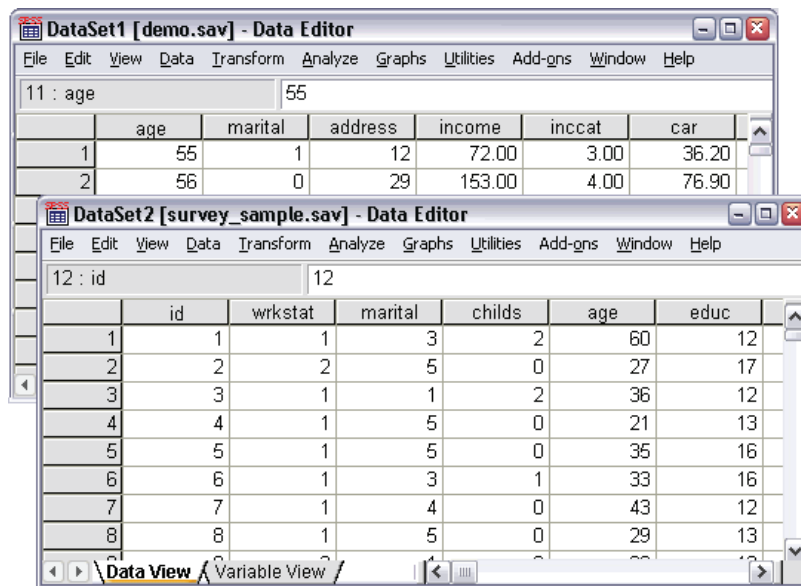 DataSet1 [demo.sav] - Data Editor
File Edit View Data Transform Analyze Graphs Utilities Add-ons Window Help
11 : age 55
age marital address income inccat car
1 55 1 12 72.00 3.00 36.20
2 56 0 29 153.00 4.00 76.90
DataSet2 [survey_sample.sav] - Data Editor
File Edit View Data Transform Analyze Graphs Utilities Add-ons Window Help
12 : id 12
id wrkstat marital childs age educ
1 1 1 3 2 60 12
2 2 2 5 0 27 17
3 3 1 1 2 36 12
4 4 1 5 0 21 13
5 5 1 5 0 35 16
6 6 1 3 1 33 16
7 7 1 4 0 43 12
8 8 1 5 0 29 13
Data View Variable View